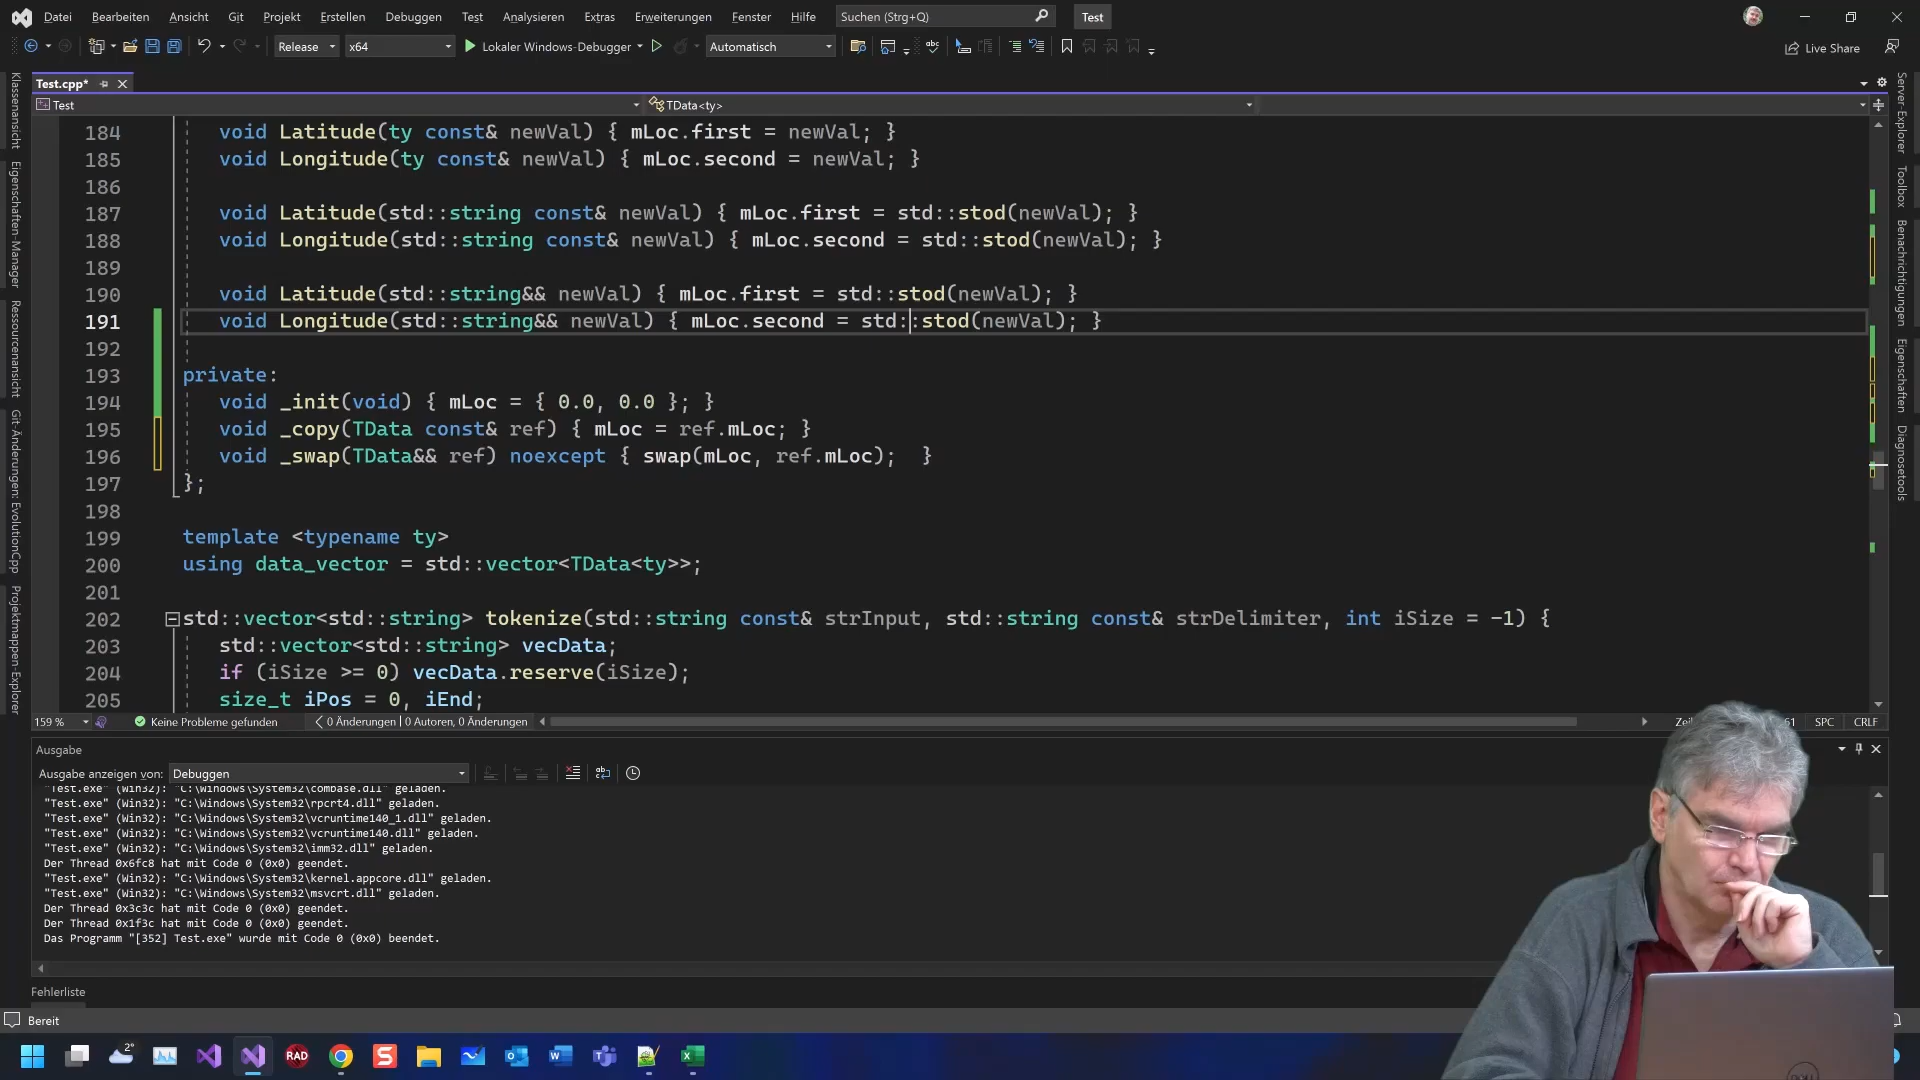 Datei Bearbeiten Ansicht Git Projekt Erstellen Debuggen Test Analysieren Extras Erweiterungen Fenster Hilfe Suchen (Strg+Q) Test
Release x64 Lokaler Windows-Debugger Automatisch Live Share
Test.cpp*
Test TData<ty>
184 void Latitude(ty const& newVal) { mLoc.first = newVal; }
185 void Longitude(ty const& newVal) { mLoc.second = newVal; }
186
187 void Latitude(std::string const& newVal) { mLoc.first = std::stod(newVal); }
188 void Longitude(std::string const& newVal) { mLoc.second = std::stod(newVal); }
189
190 void Latitude(std::string&& newVal) { mLoc.first = std::stod(newVal); }
191 void Longitude(std::string&& newVal) { mLoc.second = std::stod(newVal); }
192
193 private:
194 void _init(void) { mLoc = { 0.0, 0.0 }; }
195 void _copy(TData const& ref) { mLoc = ref.mLoc; }
196 void _swap(TData&& ref) noexcept { swap(mLoc, ref.mLoc);  }
197 };
198
199 template <typename ty>
200 using data_vector = std::vector<TData<ty>>;
201
202 std::vector<std::string> tokenize(std::string const& strInput, std::string const& strDelimiter, int iSize = -1) {
203 std::vector<std::string> vecData;
204 if (iSize >= 0) vecData.reserve(iSize);
205 size_t iPos = 0, iEnd;
159 % Keine Probleme gefunden 0 Änderungen | 0 Autoren, 0 Änderungen SPC CRLF
Klassenansicht
Eigenschaften-Manager
Ressourcenansicht
Git-Änderungen: EvolutionCpp
Projektmappen-Explorer
Server-Explorer
Toolbox
Benachrichtigungen
Eigenschaften
Diagnosetools
Ausgabe
Ausgabe anzeigen von: Debuggen
"Test.exe" (Win32): "C:\Windows\System32\combase.dll" geladen.
"Test.exe" (Win32): "C:\Windows\System32\rpcrt4.dll" geladen.
"Test.exe" (Win32): "C:\Windows\System32\vcruntime140_1.dll" geladen.
"Test.exe" (Win32): "C:\Windows\System32\vcruntime140.dll" geladen.
"Test.exe" (Win32): "C:\Windows\System32\imm32.dll" geladen.
Der Thread 0x6fc8 hat mit Code 0 (0x0) geendet.
"Test.exe" (Win32): "C:\Windows\System32\kernel.appcore.dll" geladen.
"Test.exe" (Win32): "C:\Windows\System32\msvcrt.dll" geladen.
Der Thread 0x3c3c hat mit Code 0 (0x0) geendet.
Der Thread 0x1f3c hat mit Code 0 (0x0) geendet.
Das Programm "[352] Test.exe" wurde mit Code 0 (0x0) beendet.
Fehlerliste
Bereit
2°
RAD